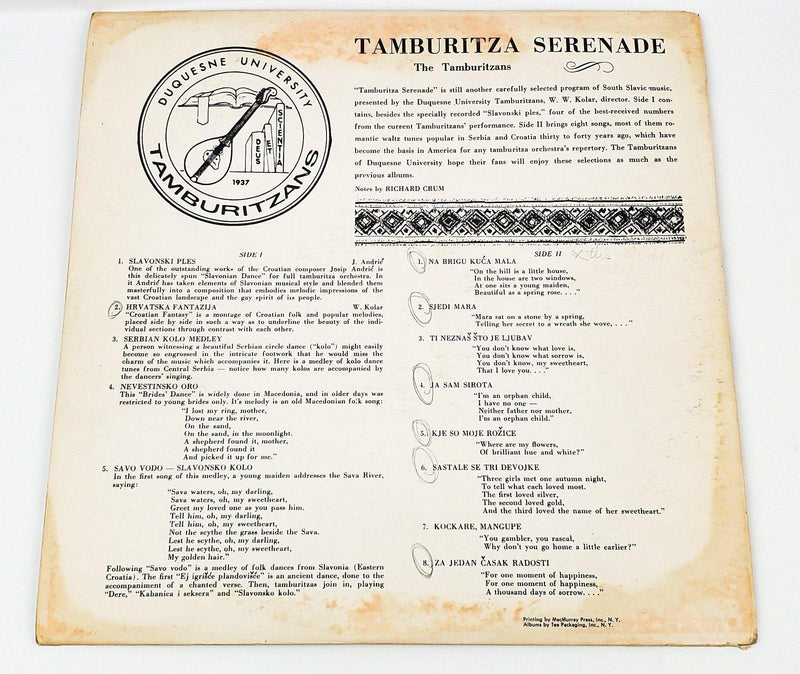 DUQUESNE UNIVERSITY
DEUS
ET
SCIENTIA
1937
TAMBURITZANS
TAMBURITZA SERENADE
The Tamburitzans
"Tamburitza Serenade" is still another carefully selected program of South Slavic music,
presented by the Duquesne University Tamburitzans, W. W. Kolar, director. Side I con-
tains, besides the specially recorded "Slavonski ples," four of the best-received numbers
from the current Tamburitzans' performance. Side II brings eight songs, most of them ro-
mantic waltz tunes popular in Serbia and Croatia thirty to forty years ago, which have
become the basis in America for any tamburitza orchestra's repertory. The Tamburitzans
of Duquesne University hope their fans will enjoy these selections as much as the
previous albums.
Notes by RICHARD CRUM
SIDE I
1. SLAVONSKI PLES J. Andrić
One of the outstanding works of the Croatian composer Josip Andrić is
this delicately spun "Slavonian Dance" for full tamburitza orchestra. In
it Andrić has taken elements of Slavonian musical style and blended them
masterfully into a composition that embodies melodic impressions of the
vast Croatian landscape and the gay spirit of its people.
2. HRVATSKA FANTAZIJA W. Kolar
"Croatian Fantasy" is a montage of Croatian folk and popular melodies,
placed side by side in such a way as to underline the beauty of the indi-
vidual sections through contrast with each other.
3. SERBIAN KOLO MEDLEY
A person witnessing a beautiful Serbian circle dance ("kolo") might easily
become so engrossed in the intricate footwork that he would miss the
charm of the music which accompanies it. Here is a medley of kolo dance
tunes from Central Serbia — notice how many kolos are accompanied by
the dancers' singing.
4. NEVESTINSKO ORO
This "Brides' Dance" is widely done in Macedonia, and in older days was
restricted to young brides only. It's melody is an old Macedonian folk song:
"I lost my ring, mother,
Down near the river,
On the sand,
On the sand, in the moonlight.
A shepherd found it, mother,
A shepherd found it
And picked it up for me."
5. SAVO VODO — SLAVONSKO KOLO
In the first song of this medley, a young maiden addresses the Sava River,
saying:
"Sava waters, oh, my darling,
Sava waters, oh, my sweetheart,
Greet my loved one as you pass him.
Tell him, oh, my darling,
Tell him, oh, my sweetheart,
Not the scythe the grass beside the Sava.
Lest he scythe, oh, my darling,
Lest he scythe, oh, my sweetheart,
My golden hair."
Following "Savo vodo" is a medley of folk dances from Slavonia (Eastern
Croatia). The first "Ej igrišče plandovišče" is an ancient dance, done to the
accompaniment of a chanted verse. Then, tamburitzas join in, playing
"Dere," "Kabanica i seksera" and "Slavonsko kolo."
SIDE II
1. NA BRIGU KUĆA MALA
"On the hill is a little house,
In the house are two windows,
At one sits a young maiden,
Beautiful as a spring rose. . . ."
2. SJEDI MARA
"Mara sat on a stone by a spring,
Telling her secret to a wreath she wove, . . ."
3. TI NEZNAŠ ŠTO JE LJUBAV
"You don't know what love is,
You don't know what sorrow is,
You don't know, my sweetheart,
That I love you. . . ."
4. JA SAM SIROTA
"I'm an orphan child,
I have no one —
Neither father nor mother,
I'm an orphan child."
5. KJE SO MOJE ROŽICE
"Where are my flowers,
Of brilliant hue and white?"
6. SASTALE SE TRI DEVOJKE
"Three girls met one autumn night,
To tell what each loved most.
The first loved silver,
The second loved gold,
And the third loved the name of her sweetheart."
7. KOCKARE, MANGUPE
"You gambler, you rascal,
Why don't you go home a little earlier?"
8. ZA JEDAN ČASAK RADOSTI
"For one moment of happiness,
For one moment of happiness,
A thousand days of sorrow. . . ."
Printing by MacMurray Press, Inc., N. Y.
Albums by Tee Packaging, Inc., N. Y.